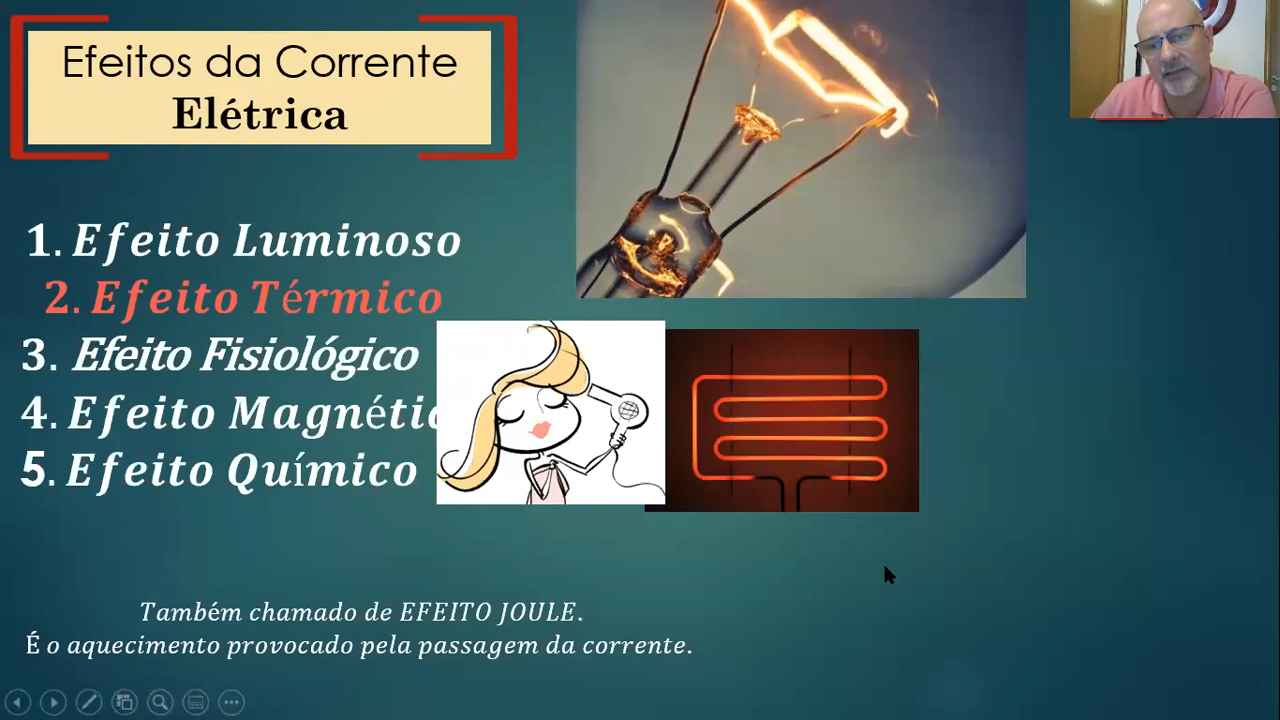 Efeitos da Corrente
Elétrica
1. Efeito Luminoso
2. Efeito Térmico
3. Efeito Fisiológico
4. Efeito Magnétic
5. Efeito Químico
Também chamado de EFEITO JOULE.
É o aquecimento provocado pela passagem da corrente.